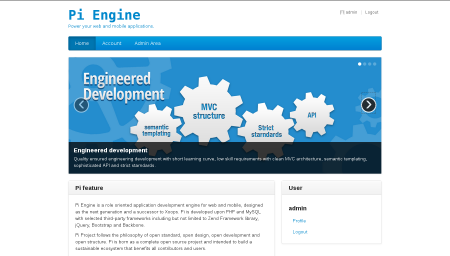 Pi Engine
Power your web and mobile applications.
Pi admin | Logout
Home Account Admin Area
Engineered
Development
semantic
templating
MVC
structure
Strict
starndards
API
Engineered development
Quality ensured engineering development with short learning curve, low skill requirements with clean MVC architecture, semantic templating,
sophisticated API and strict starndards.
Pi feature
Pi Engine is a role oriented application development engine for web and mobile, designed
as the next generation and a successor to Xoops. Pi is developed upon PHP and MySQL
with selected third-party frameworks including but not limited to Zend Framework library,
jQuery, Bootstrap and Backbone.
Pi Project follows the philosophy of open standard, open design, open development and
open structure. Pi is born as a complete open source project and intended to build a
sustainable ecosystem that benefits all contributors and users.
User
admin
Profile
Logout